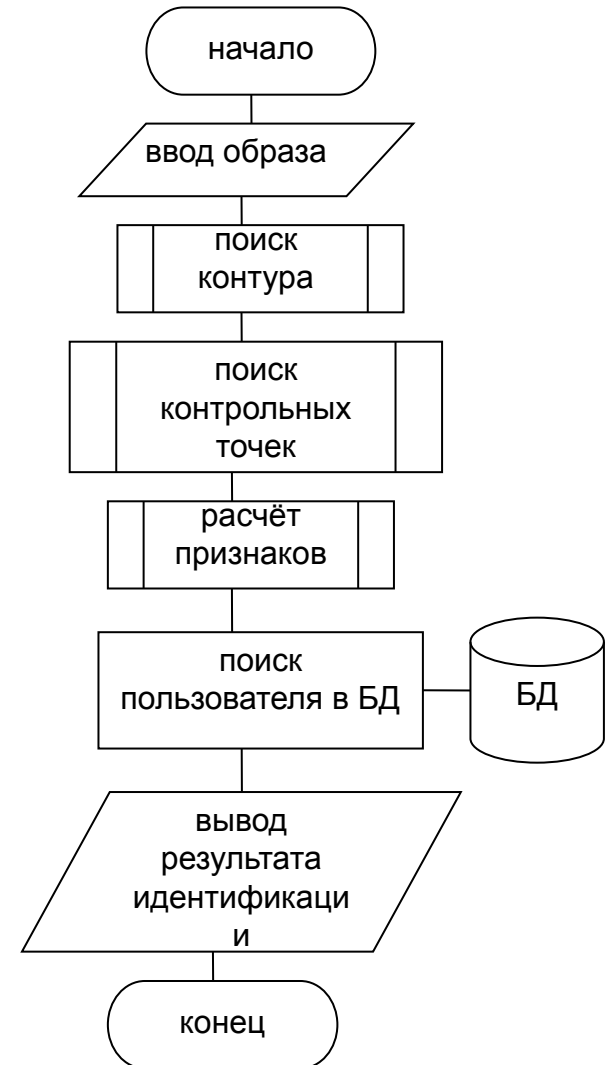 начало
ввод образа
поиск
контура
поиск
контрольных
точек
расчёт
признаков
поиск
пользователя в БД
БД
вывод
результата
идентификаци
и
конец